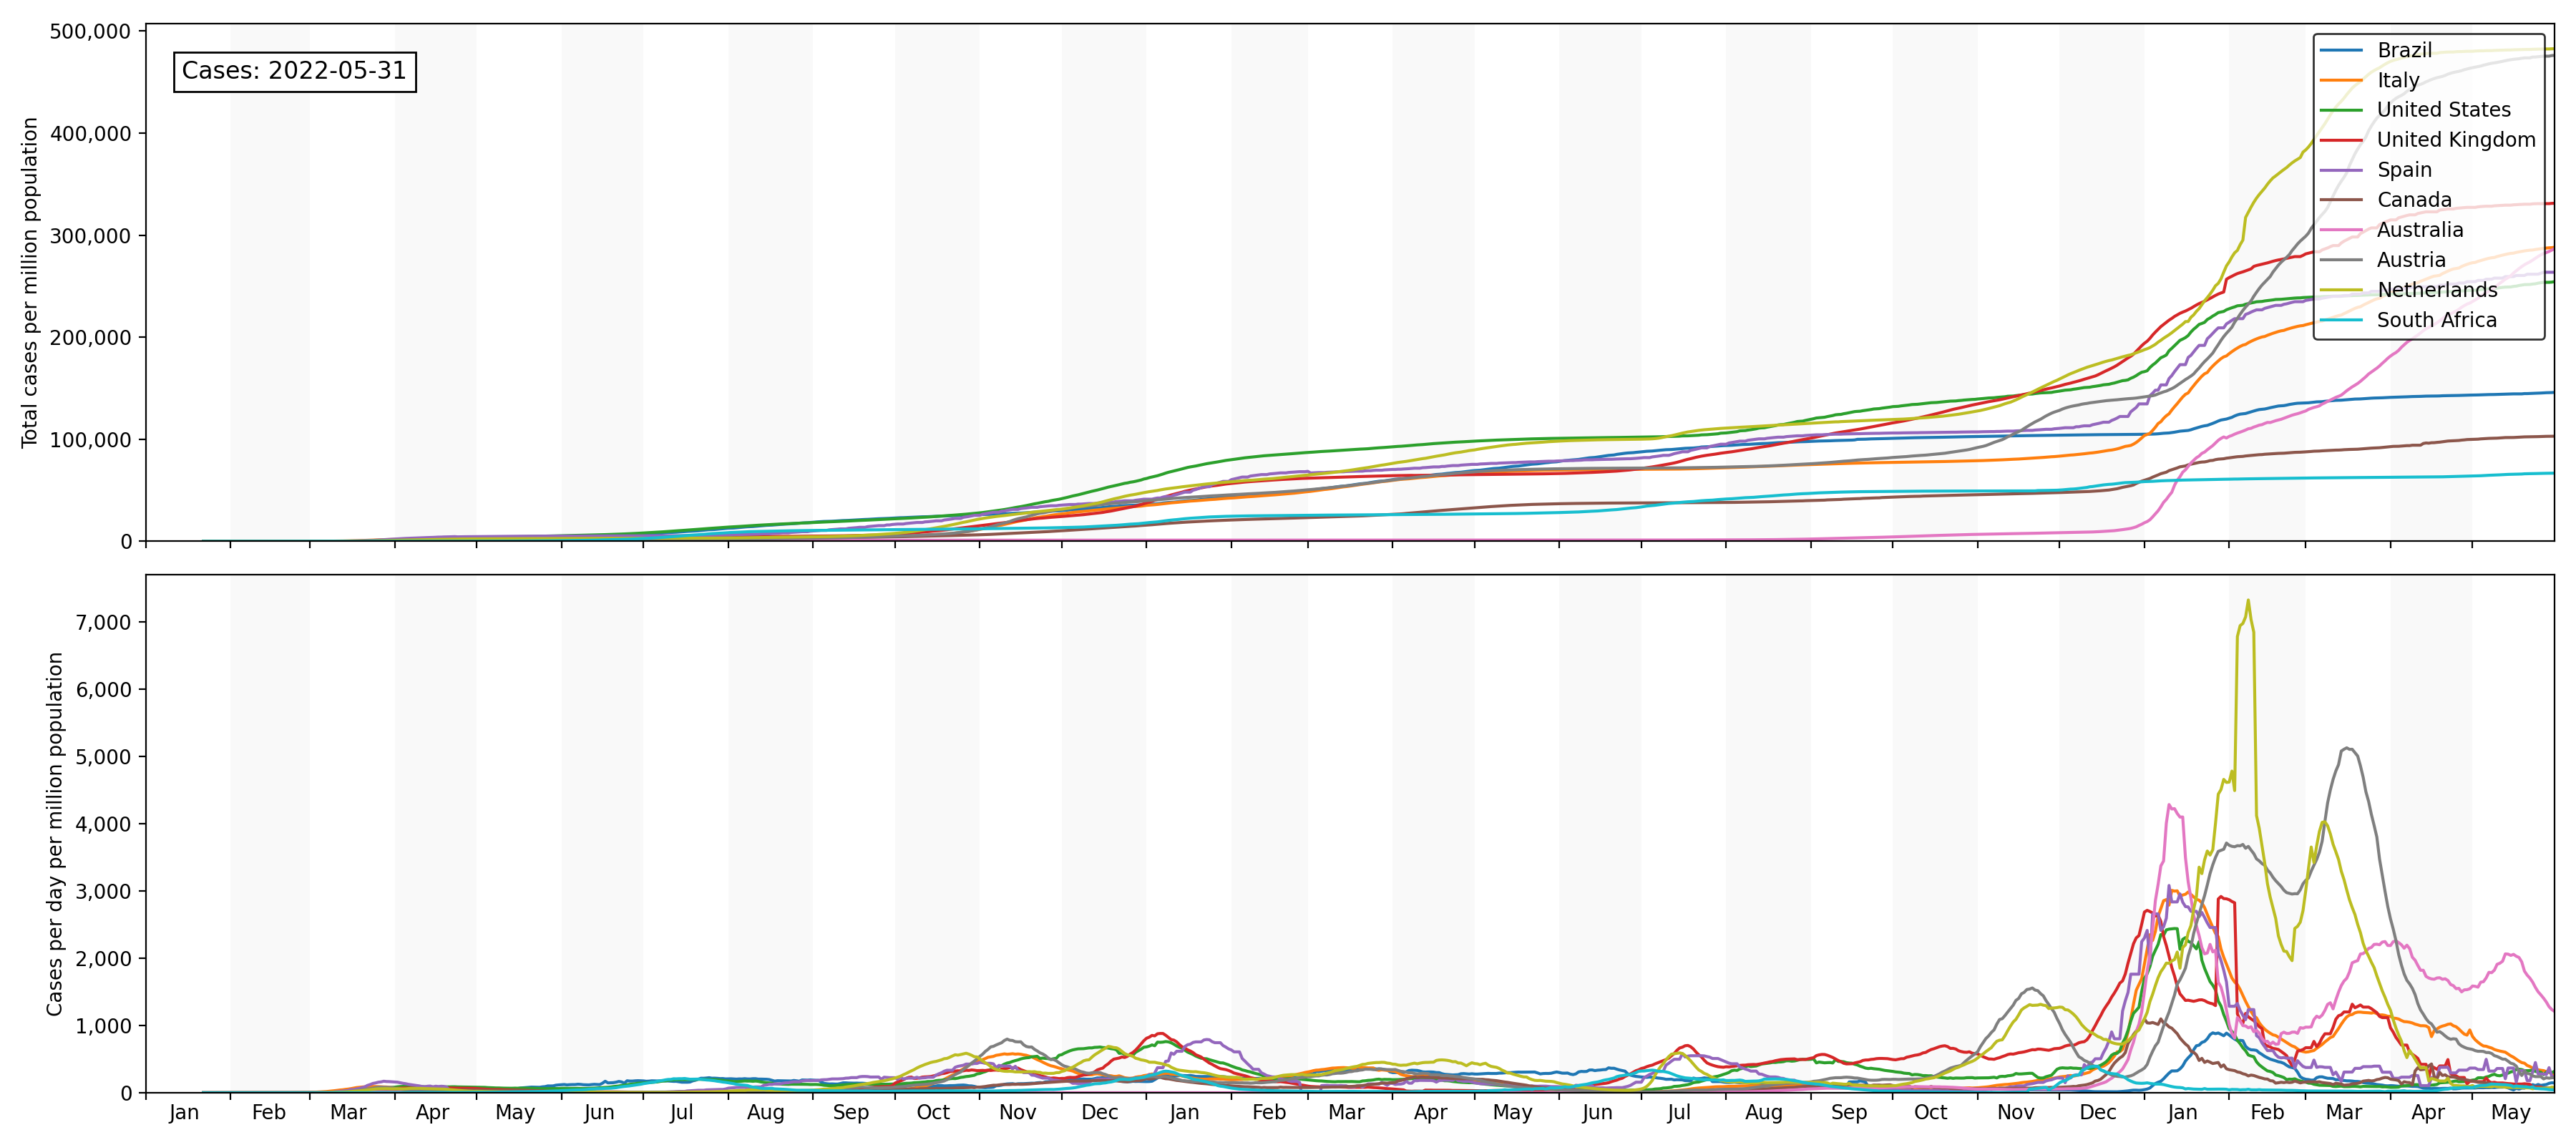 Total cases per million population
500,000
400,000
300,000
200,000
100,000
0
Cases: 2022-05-31
Brazil
Italy
United States
United Kingdom
Spain
Canada
Australia
Austria
Netherlands
South Africa
Cases per day per million population
7,000
6,000
5,000
4,000
3,000
2,000
1,000
0
Jan Feb Mar Apr May Jun Jul Aug Sep Oct Nov Dec Jan Feb Mar Apr May Jun Jul Aug Sep Oct Nov Dec Jan Feb Mar Apr May